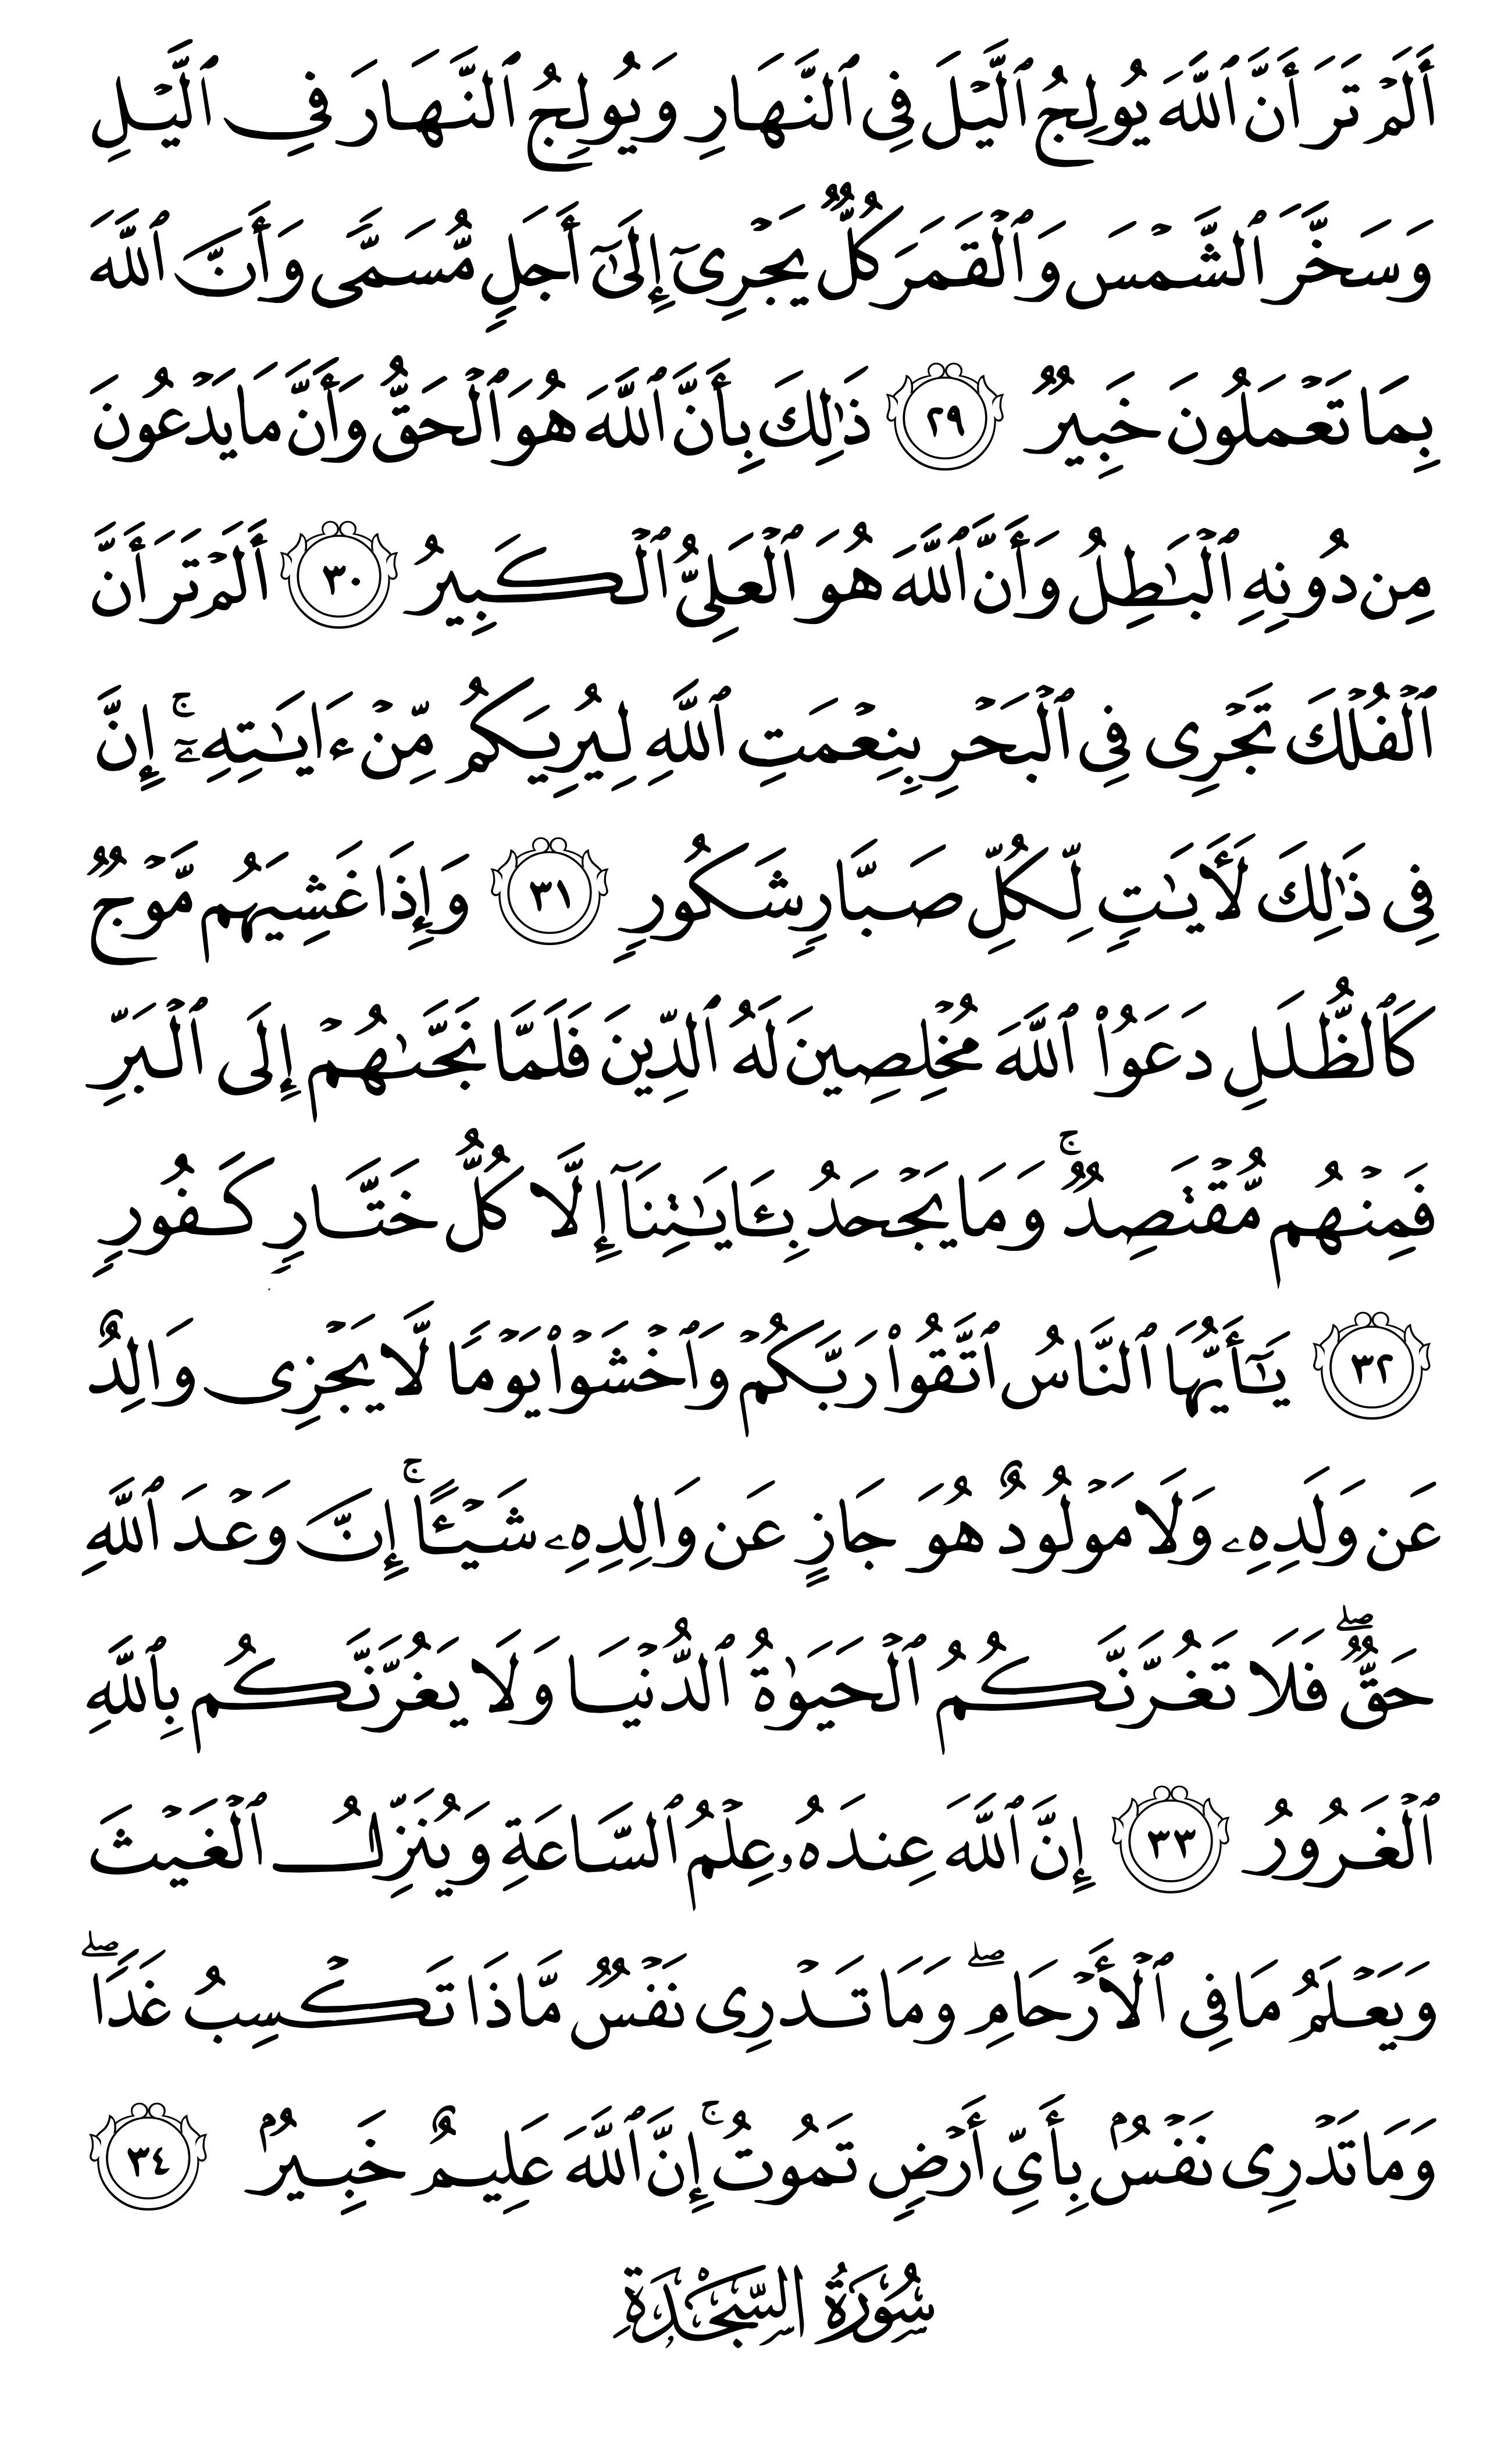 أَلَمۡ تَرَ أَنَّ ٱللَّهَ يُولِجُ ٱلَّيۡلَ فِى ٱلنَّهَارِ وَيُولِجُ ٱلنَّهَارَ فِى ٱلَّيۡلِ
وَسَخَّرَ ٱلشَّمۡسَ وَٱلۡقَمَرَ كُلٌّ يَجۡرِىٓ إِلَىٰٓ أَجَلٍ مُّسَمًّى وَأَنَّ ٱللَّهَ
بِمَا تَعۡمَلُونَ خَبِيرٌ ٢٩ ذَٰلِكَ بِأَنَّ ٱللَّهَ هُوَ ٱلۡحَقُّ وَأَنَّ مَا يَدۡعُونَ
مِن دُونِهِ ٱلۡبَٰطِلُ وَأَنَّ ٱللَّهَ هُوَ ٱلۡعَلِىُّ ٱلۡكَبِيرُ ٣٠ أَلَمۡ تَرَ أَنَّ
ٱلۡفُلۡكَ تَجۡرِى فِى ٱلۡبَحۡرِ بِنِعۡمَتِ ٱللَّهِ لِيُرِيَكُم مِّنۡ ءَايَٰتِهِۦٓۚ إِنَّ
فِى ذَٰلِكَ لَأٓيَٰتٍ لِّكُلِّ صَبَّارٍ شَكُورٍ ٣١ وَإِذَا غَشِيَهُم مَّوۡجٌ
كَٱلظُّلَلِ دَعَوُاْ ٱللَّهَ مُخۡلِصِينَ لَهُ ٱلدِّينَ فَلَمَّا نَجَّىٰهُمۡ إِلَى ٱلۡبَرِّ
فَمِنۡهُم مُّقۡتَصِدٌۚ وَمَا يَجۡحَدُ بِـَٔايَٰتِنَآ إِلَّا كُلُّ خَتَّارٍ كَفُورٍ
٣٢ يَٰٓأَيُّهَا ٱلنَّاسُ ٱتَّقُواْ رَبَّكُمۡ وَٱخۡشَوۡاْ يَوۡمًا لَّا يَجۡزِى وَالِدٌ
عَن وَلَدِهِۦ وَلَا مَوۡلُودٌ هُوَ جَازٍ عَن وَالِدِهِۦ شَيۡـًٔاۚ إِنَّ وَعۡدَ ٱللَّهِ
حَقٌّۖ فَلَا تَغُرَّنَّكُمُ ٱلۡحَيَوٰةُ ٱلدُّنۡيَا وَلَا يَغُرَّنَّكُم بِٱللَّهِ
ٱلۡغَرُورُ ٣٣ إِنَّ ٱللَّهَ عِندَهُۥ عِلۡمُ ٱلسَّاعَةِ وَيُنَزِّلُ ٱلۡغَيۡثَ
وَيَعۡلَمُ مَا فِى ٱلۡأَرۡحَامِۖ وَمَا تَدۡرِى نَفۡسٌ مَّاذَا تَكۡسِبُ غَدًاۖ
وَمَا تَدۡرِى نَفۡسُۢ بِأَىِّ أَرۡضٍ تَمُوتُۚ إِنَّ ٱللَّهَ عَلِيمٌ خَبِيرُۢ ٣٤
سُورَةُ السَّجۡدَةِ